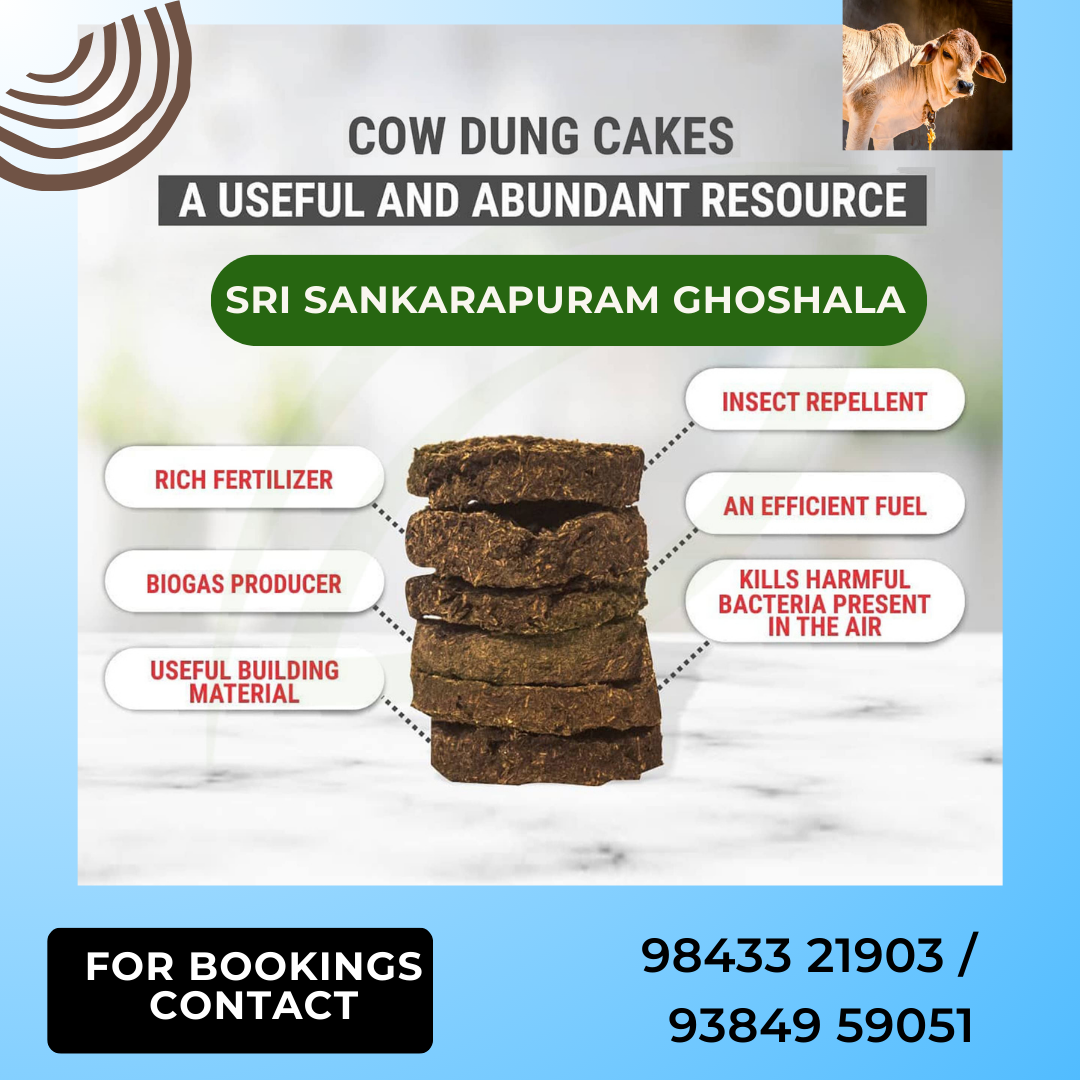 COW DUNG CAKES
A USEFUL AND ABUNDANT RESOURCE
SRI SANKARAPURAM GHOSHALA
INSECT REPELLENT
RICH FERTILIZER
AN EFFICIENT FUEL
BIOGAS PRODUCER
KILLS HARMFUL
BACTERIA PRESENT
IN THE AIR
USEFUL BUILDING
MATERIAL
FOR BOOKINGS
CONTACT
98433 21903 /
93849 59051